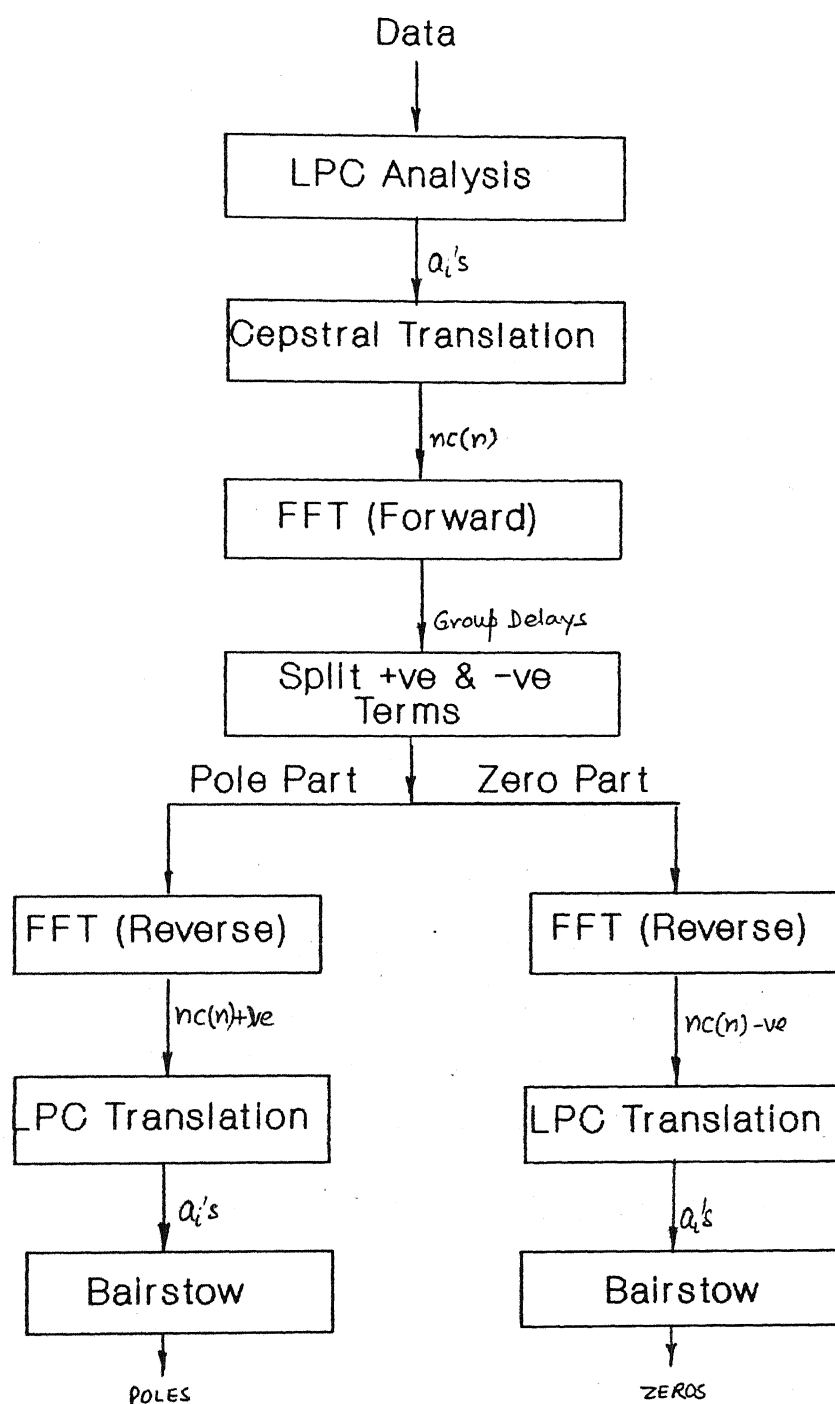 Data
LPC Analysis
ai's
Cepstral Translation
nc(n)
FFT (Forward)
Group Delays
Split +ve & -ve
Terms
Pole Part
Zero Part
FFT (Reverse)
FFT (Reverse)
nc(n)+ve
nc(n)-ve
LPC Translation
LPC Translation
ai's
ai's
Bairstow
Bairstow
POLES
ZEROS